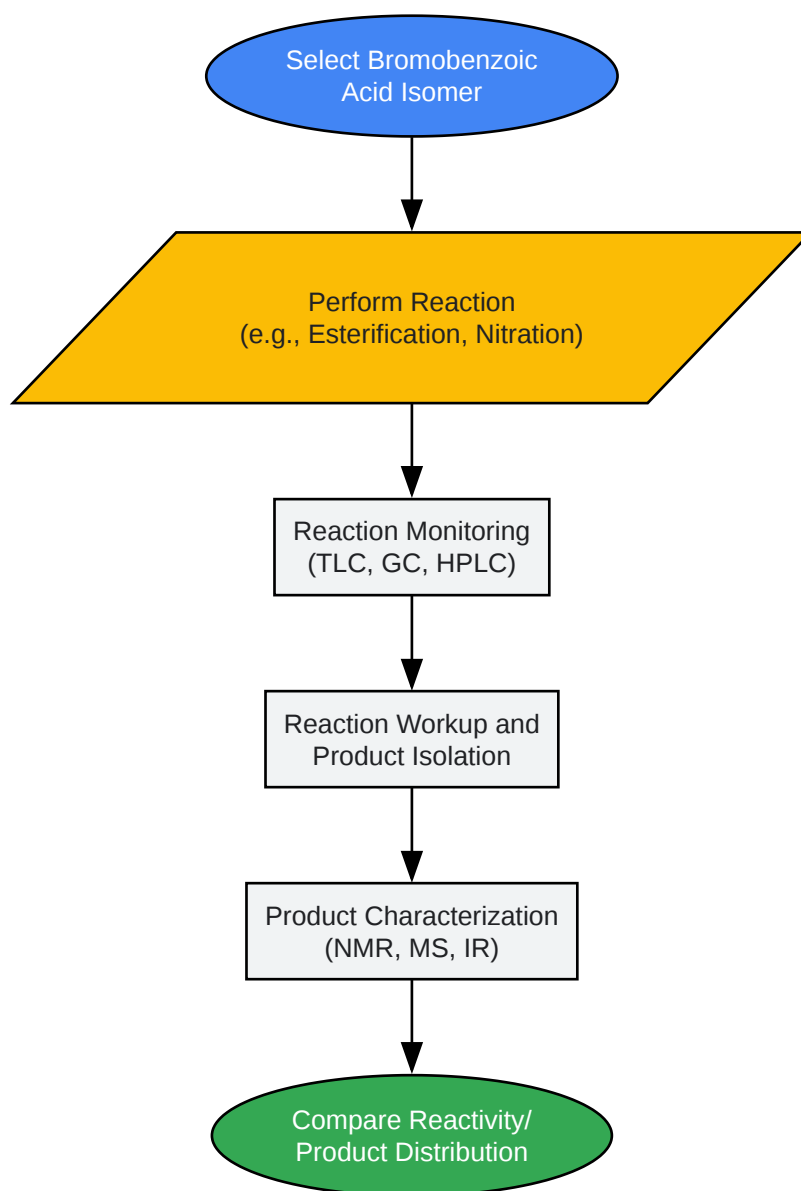 Select Bromobenzoic
Acid Isomer
Perform Reaction
(e.g., Esterification, Nitration)
Reaction Monitoring
(TLC, GC, HPLC)
Reaction Workup and
Product Isolation
Product Characterization
(NMR, MS, IR)
Compare Reactivity/
Product Distribution